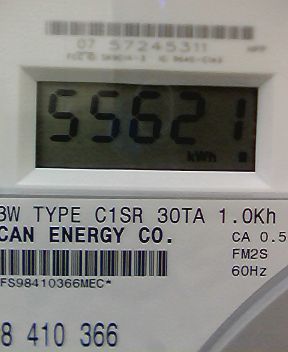 07 57245311
55621
kWh
3W TYPE C1SR 30TA 1.0Kh
CAN ENERGY CO.
CA 0.5
FM2S
60Hz
FS98410366MEC*
8 410 366